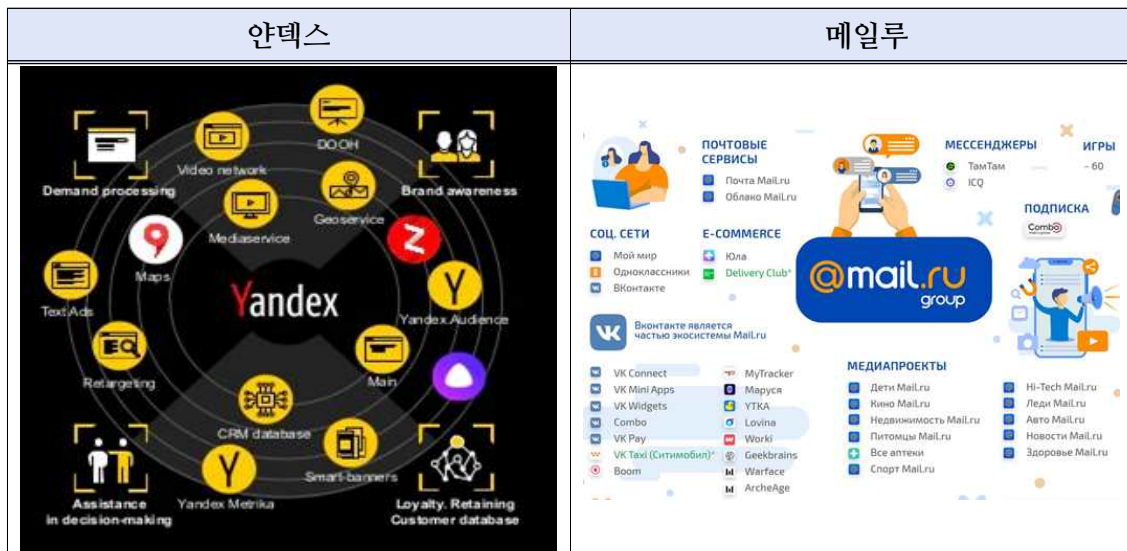 얀덱스
메일루
DOOH
Video network
Demand processing
Brand awareness
Geoservice
Mediaservice
Maps
Z
Text Ads
Yandex
Y
Yandex.Audience
Retargeting
Main
CRM database
Smart-banners
Y
Yandex Metrika
Assistance
in decision-making
Loyalty. Retaining
Customer database
ПОЧТОВЫЕ
СЕРВИСЫ
Почта Mail.ru
Облако Mail.ru
МЕССЕНДЖЕРЫ
ТамТам
ICQ
ИГРЫ
~ 60
ПОДПИСКА
Combo
СОЦ. СЕТИ
Мой мир
Одноклассники
ВКонтакте
E-COMMERCE
Юла
Delivery Club*
@mail.ru
group
VK
Вконтакте является
частью экосистемы Mail.ru
VK Connect
VK Mini Apps
VK Widgets
Combo
VK Pay
VK Taxi (Ситимобил)*
Boom
MyTracker
Маруся
УТКА
Lovina
Worki
Geekbrains
Warface
ArcheAge
МЕДИАПРОЕКТЫ
Дети Mail.ru
Кино Mail.ru
Недвижимость Mail.ru
Питомцы Mail.ru
Все аптеки
Спорт Mail.ru
Hi-Tech Mail.ru
Леди Mail.ru
Авто Mail.ru
Новости Mail.ru
Здоровье Mail.ru